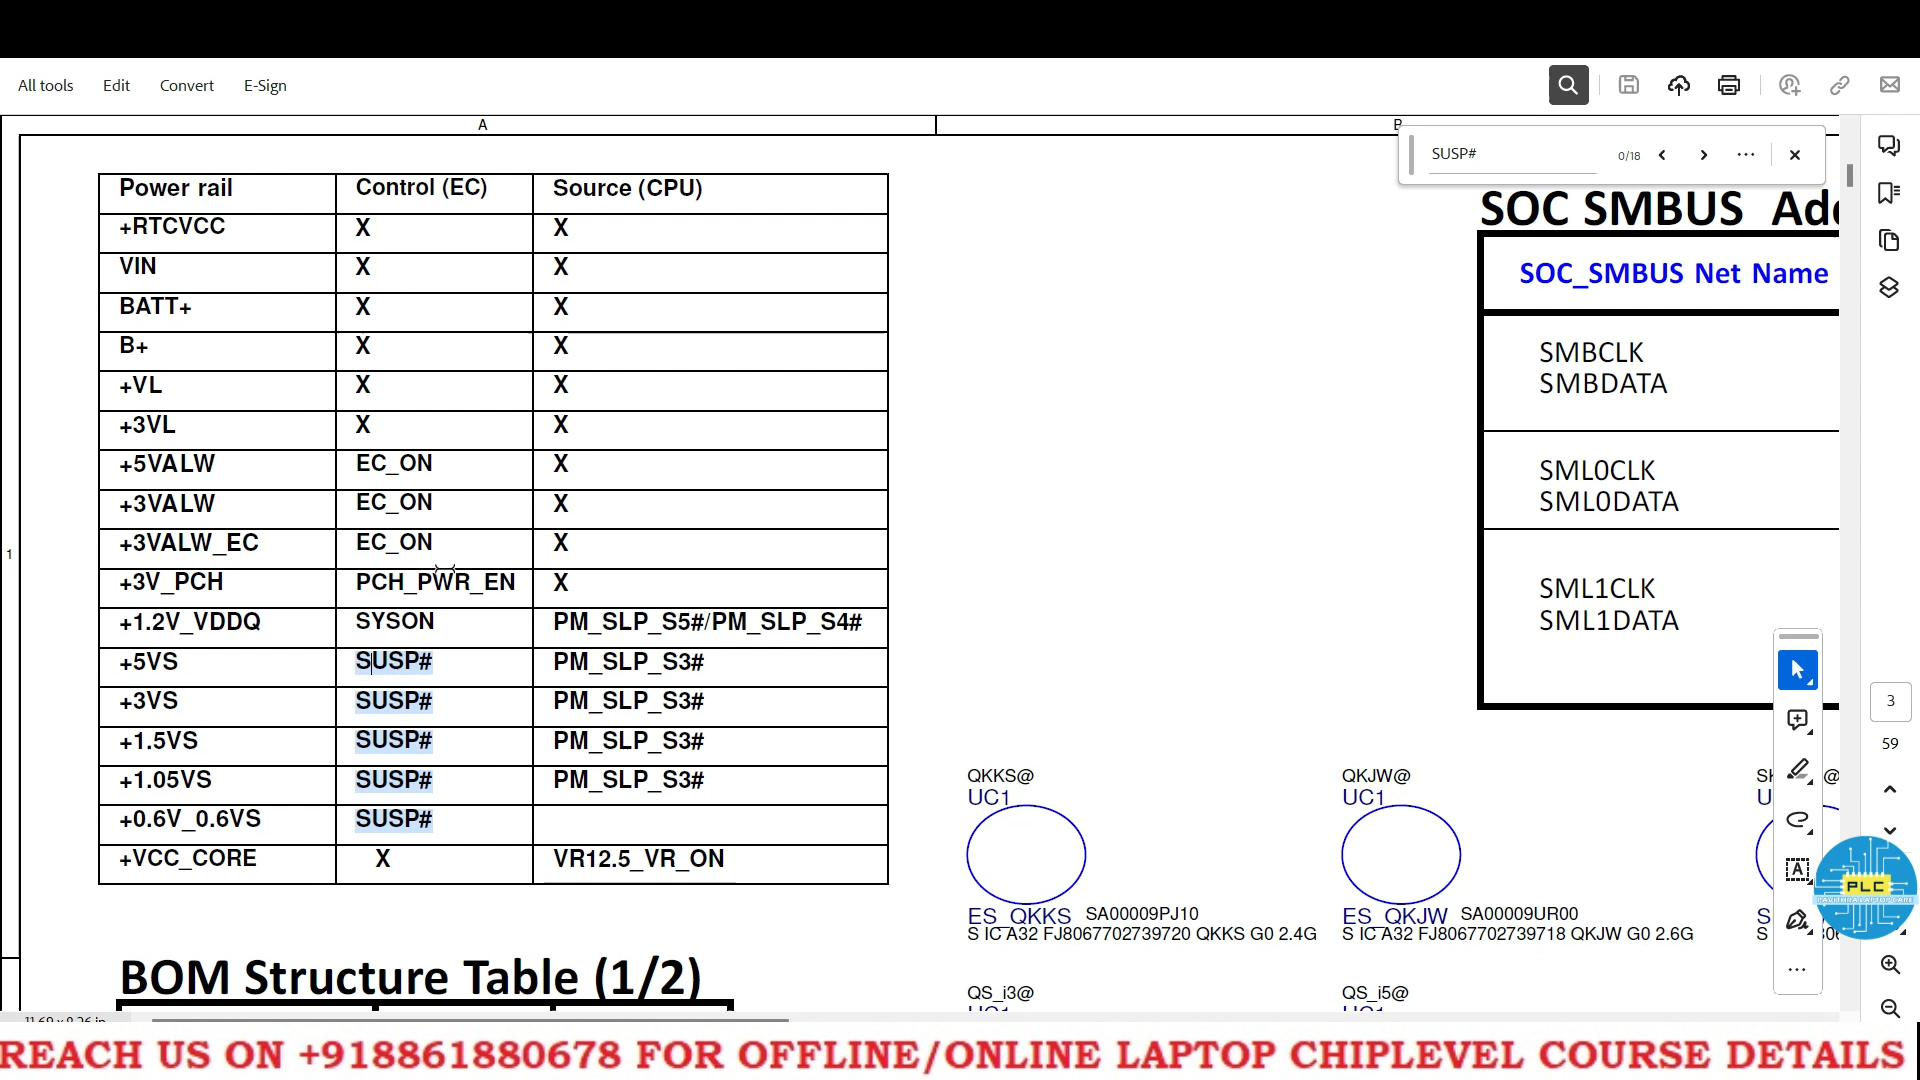 All tools Edit Convert E-Sign
A
B
SUSP# 0/18
Power rail Control (EC) Source (CPU)
+RTCVCC X X
VIN X X
BATT+ X X
B+ X X
+VL X X
+3VL X X
+5VALW EC_ON X
+3VALW EC_ON X
+3VALW_EC EC_ON X
+3V_PCH PCH_PWR_EN X
+1.2V_VDDQ SYSON PM_SLP_S5#/PM_SLP_S4#
+5VS SUSP# PM_SLP_S3#
+3VS SUSP# PM_SLP_S3#
+1.5VS SUSP# PM_SLP_S3#
+1.05VS SUSP# PM_SLP_S3#
+0.6V_0.6VS SUSP#
+VCC_CORE X VR12.5_VR_ON
1
SOC SMBUS
SOC_SMBUS Net Name
SMBCLK
SMBDATA
SML0CLK
SML0DATA
SML1CLK
SML1DATA
3
59
QKKS@
UC1
ES_QKKS SA00009PJ10
S IC A32 FJ8067702739720 QKKS G0 2.4G
QKJW@
UC1
ES_QKJW SA00009UR00
S IC A32 FJ8067702739718 QKJW G0 2.6G
QS_i3@
QS_i5@
BOM Structure Table (1/2)
PLC
REACH US ON +918861880678 FOR OFFLINE/ONLINE LAPTOP CHIPLEVEL COURSE DETAILS